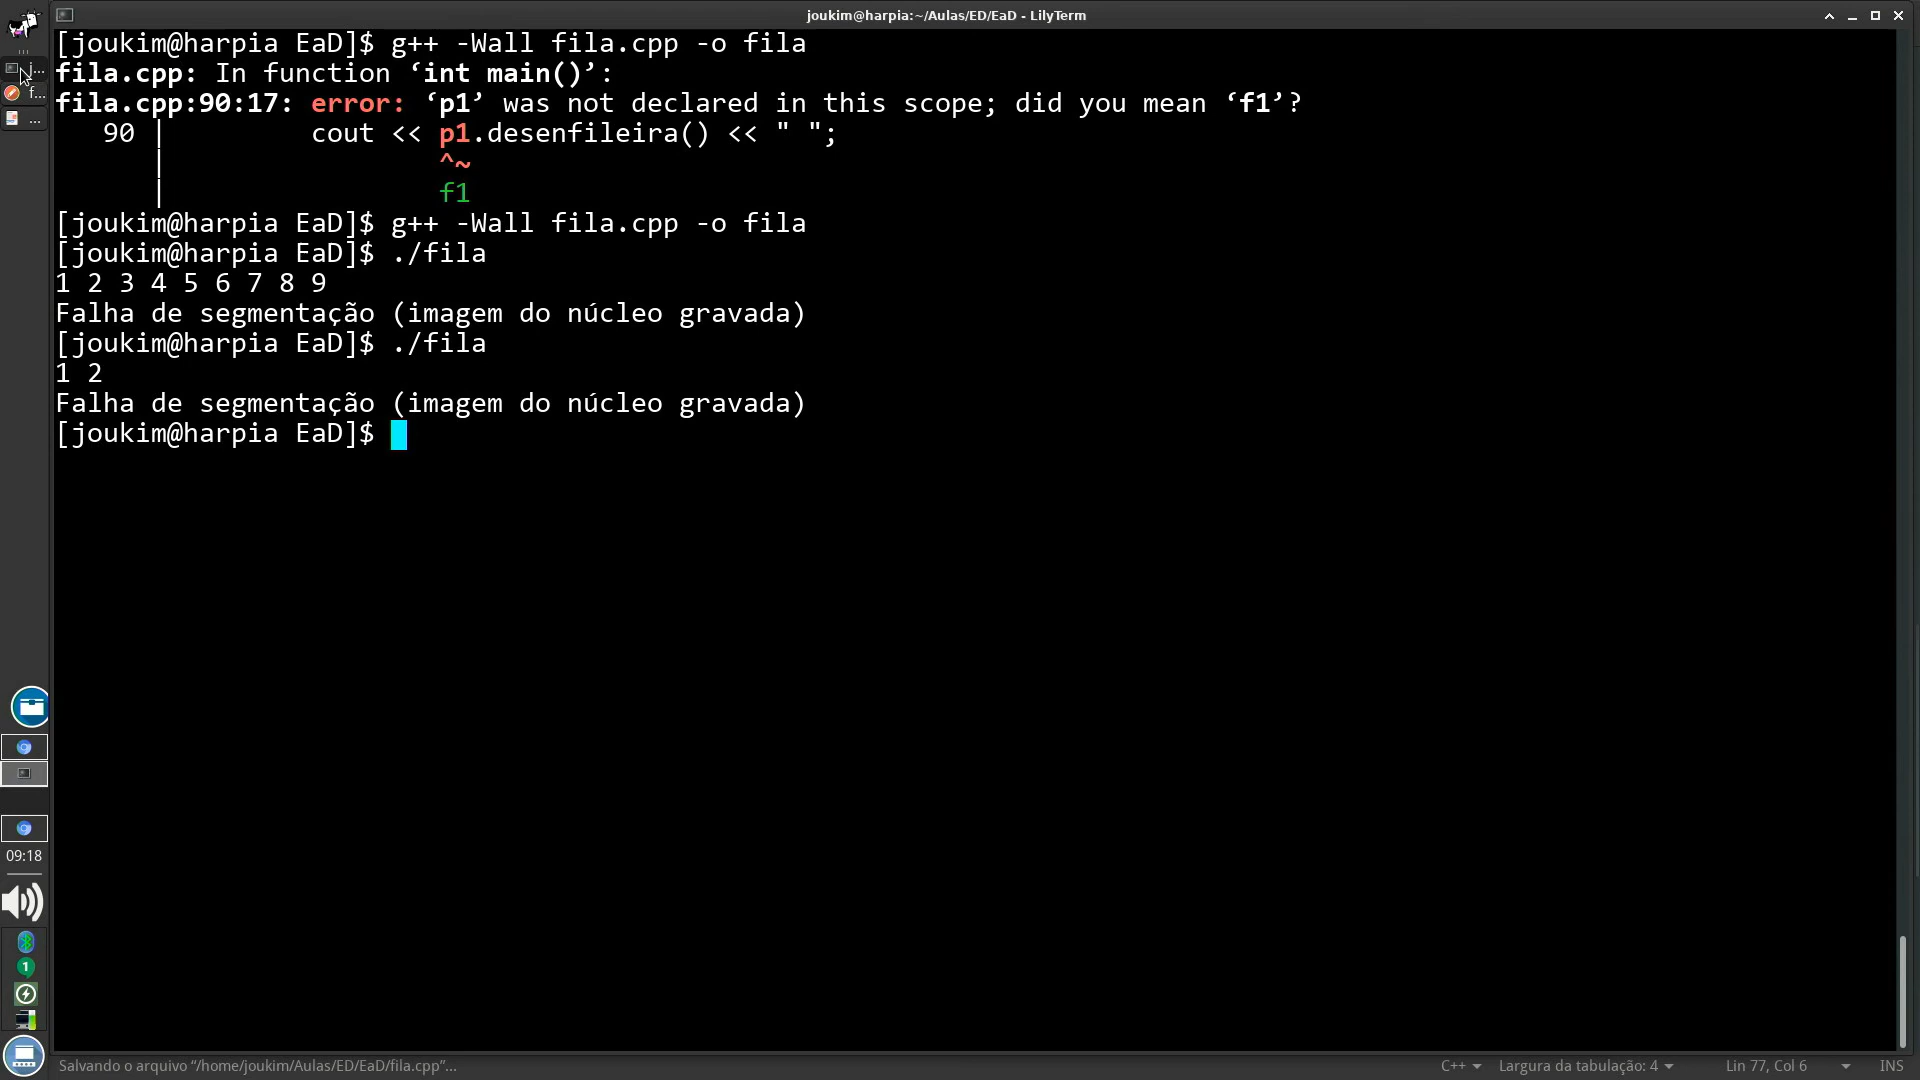 joukim@harpia:~/Aulas/ED/EaD - LilyTerm
[joukim@harpia EaD]$ g++ -Wall fila.cpp -o fila
fila.cpp: In function ‘int main()’:
fila.cpp:90:17: error: ‘p1’ was not declared in this scope; did you mean ‘f1’?
90 | cout << p1.desenfileira() << " ";
| ^~
| f1
[joukim@harpia EaD]$ g++ -Wall fila.cpp -o fila
[joukim@harpia EaD]$ ./fila
1 2 3 4 5 6 7 8 9
Falha de segmentação (imagem do núcleo gravada)
[joukim@harpia EaD]$ ./fila
1 2
Falha de segmentação (imagem do núcleo gravada)
[joukim@harpia EaD]$
j...
f...
...
09:18
1
Salvando o arquivo “/home/joukim/Aulas/ED/EaD/fila.cpp”...
C++
Largura da tabulação: 4
Lin 77, Col 6
INS